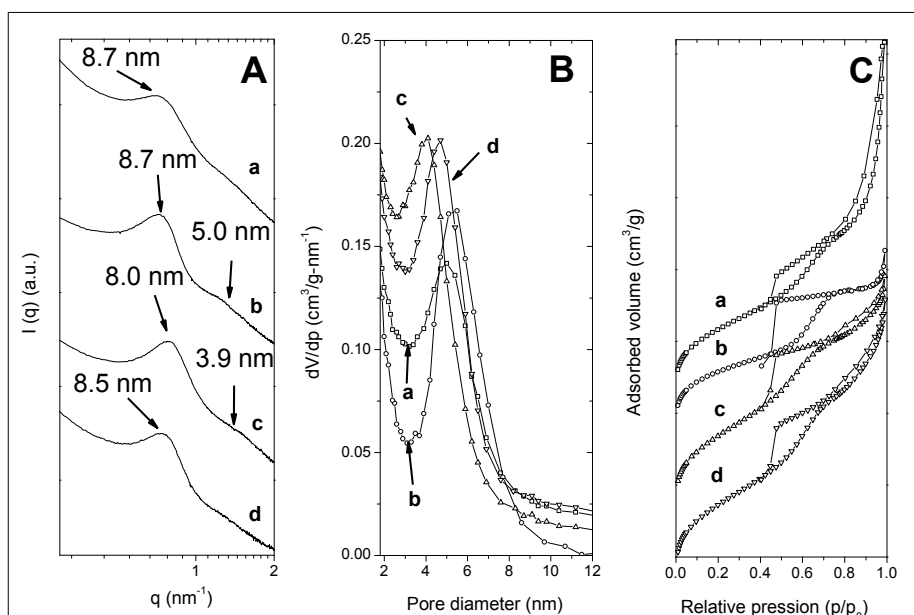 A
8.7 nm
a
8.7 nm
5.0 nm
8.0 nm
b
3.9 nm
8.5 nm
c
d
I (q) (a.u.)
1
2
q (nm⁻¹)
B
c
d
a
b
0.25
0.20
0.15
0.10
0.05
0.00
dV/dp (cm³/g-nm⁻¹)
2 4 6 8 10 12
Pore diameter (nm)
C
a
b
c
d
Adsorbed volume (cm³/g)
0.0 0.2 0.4 0.6 0.8 1.0
Relative pression (p/p₀)